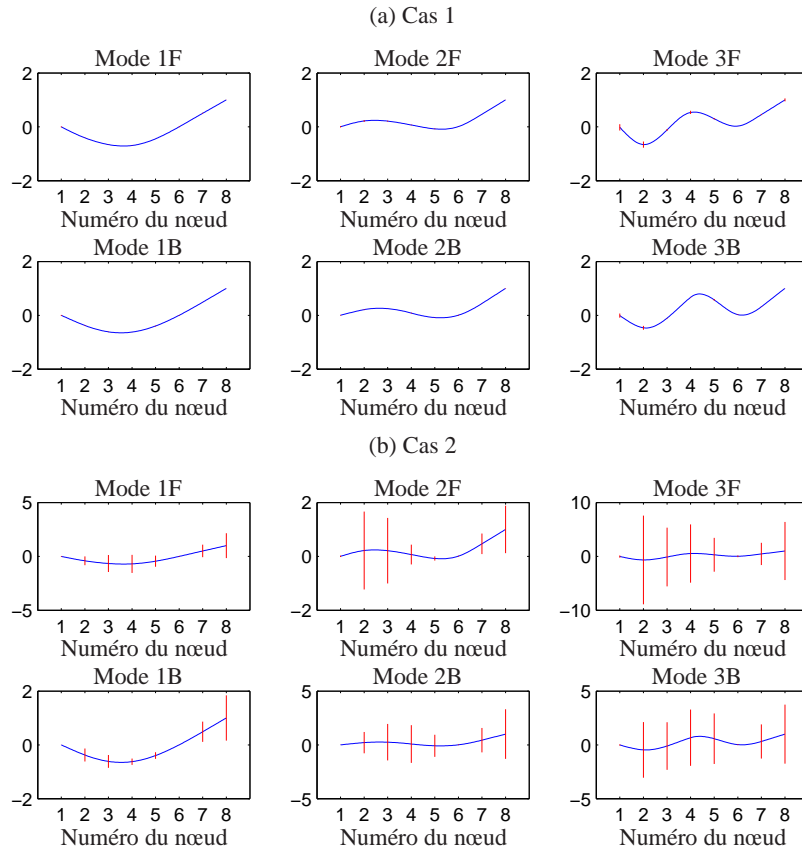 (a) Cas 1
Mode 1F
2
0
−2
1 2 3 4 5 6 7 8
Numéro du nœud
Mode 2F
2
0
−2
1 2 3 4 5 6 7 8
Numéro du nœud
Mode 3F
2
0
−2
1 2 3 4 5 6 7 8
Numéro du nœud
Mode 1B
2
0
−2
1 2 3 4 5 6 7 8
Numéro du nœud
Mode 2B
2
0
−2
1 2 3 4 5 6 7 8
Numéro du nœud
Mode 3B
2
0
−2
1 2 3 4 5 6 7 8
Numéro du nœud
(b) Cas 2
Mode 1F
5
0
−5
1 2 3 4 5 6 7 8
Numéro du nœud
Mode 2F
2
0
−2
1 2 3 4 5 6 7 8
Numéro du nœud
Mode 3F
10
0
−10
1 2 3 4 5 6 7 8
Numéro du nœud
Mode 1B
2
0
−2
1 2 3 4 5 6 7 8
Numéro du nœud
Mode 2B
5
0
−5
1 2 3 4 5 6 7 8
Numéro du nœud
Mode 3B
5
0
−5
1 2 3 4 5 6 7 8
Numéro du nœud